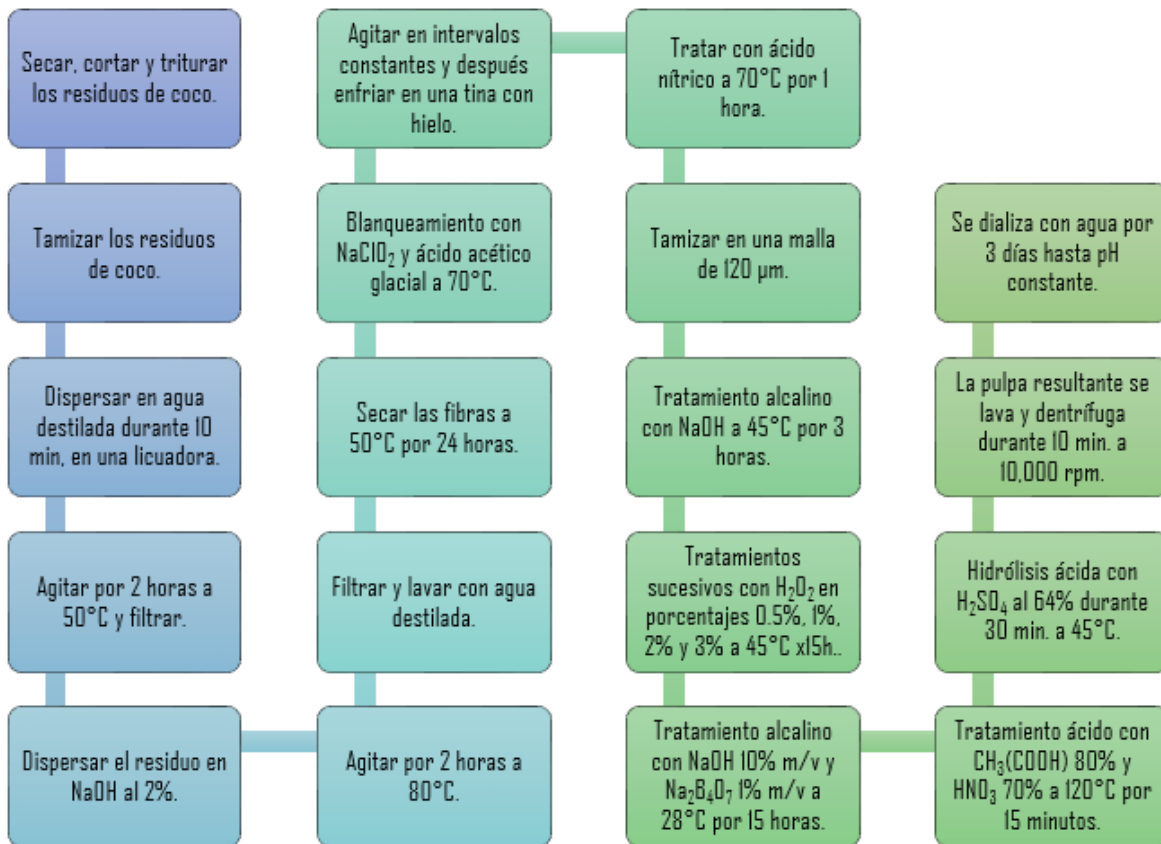 Secar, cortar y triturar
los residuos de coco.
Tamizar los residuos
de coco.
Dispersar en agua
destilada durante 10
min, en una licuadora.
Agitar por 2 horas a
50°C y filtrar.
Dispersar el residuo en
NaOH al 2%.
Agitar por 2 horas a
80°C.
Filtrar y lavar con agua
destilada.
Secar las fibras a
50°C por 24 horas.
Blanqueamiento con
NaClO₂ y ácido acético
glacial a 70°C.
Agitar en intervalos
constantes y después
enfriar en una tina con
hielo.
Tratar con ácido
nítrico a 70°C por 1
hora.
Tamizar en una malla
de 120 µm.
Tratamiento alcalino
con NaOH a 45°C por 3
horas.
Tratamientos
sucesivos con H₂O₂ en
porcentajes 0.5%, 1%,
2% y 3% a 45°C x15h..
Tratamiento alcalino
con NaOH 10% m/v y
Na₂B₄O₇ 1% m/v a
28°C por 15 horas.
Tratamiento ácido con
CH₃(COOH) 80% y
HNO₃ 70% a 120°C por
15 minutos.
Hidrólisis ácida con
H₂SO₄ al 64% durante
30 min. a 45°C.
La pulpa resultante se
lava y dentrífuga
durante 10 min. a
10,000 rpm.
Se dializa con agua por
3 días hasta pH
constante.